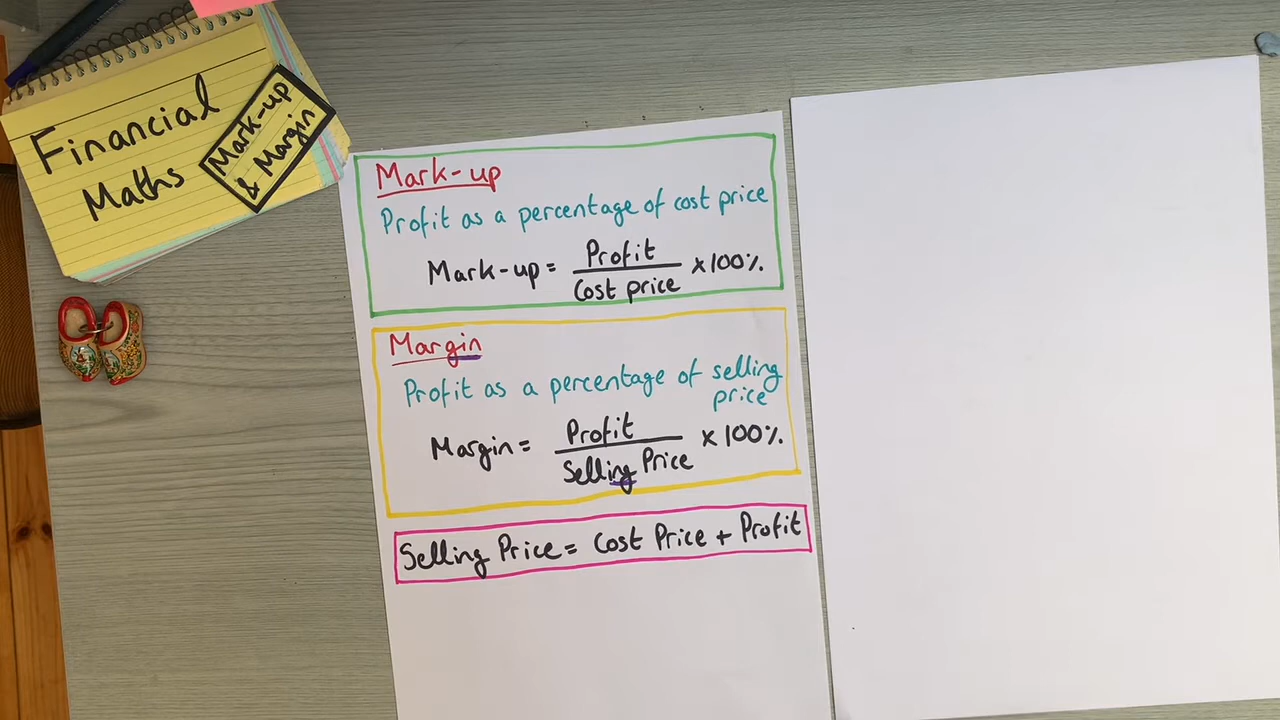 Financial
Maths
Mark-up
& Margin
Mark-up
Profit as a percentage of cost price
Mark-up = Profit / Cost price × 100%
Margin
Profit as a percentage of selling
price
Margin = Profit / Selling Price × 100%
Selling Price = Cost Price + Profit